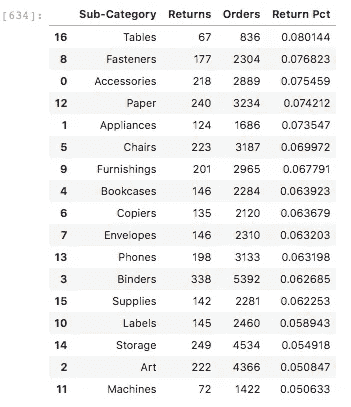 [634]:
Sub-Category Returns Orders Return Pct
16 Tables 67 836 0.080144
8 Fasteners 177 2304 0.076823
0 Accessories 218 2889 0.075459
12 Paper 240 3234 0.074212
1 Appliances 124 1686 0.073547
5 Chairs 223 3187 0.069972
9 Furnishings 201 2965 0.067791
4 Bookcases 146 2284 0.063923
6 Copiers 135 2120 0.063679
7 Envelopes 146 2310 0.063203
13 Phones 198 3133 0.063198
3 Binders 338 5392 0.062685
15 Supplies 142 2281 0.062253
10 Labels 145 2460 0.058943
14 Storage 249 4534 0.054918
2 Art 222 4366 0.050847
11 Machines 72 1422 0.050633